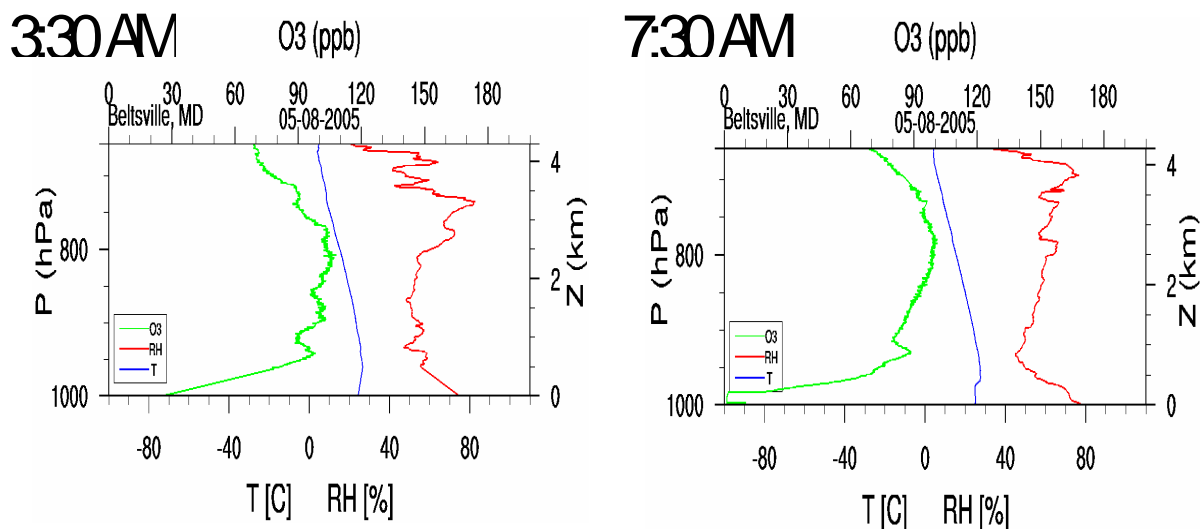 3:30 AM
O3 (ppb)
0 30 60 90 120 150 180
Beltsville, MD 05-08-2005
4
P (hPa)
800
Z (km)
2
O3
RH
T
1000
0
-80 -40 0 40 80
T [C] RH [%]
7:30 AM
O3 (ppb)
0 30 60 90 120 150 180
Beltsville, MD 05-08-2005
4
P (hPa)
800
Z (km)
2
O3
RH
T
1000
0
-80 -40 0 40 80
T [C] RH [%]